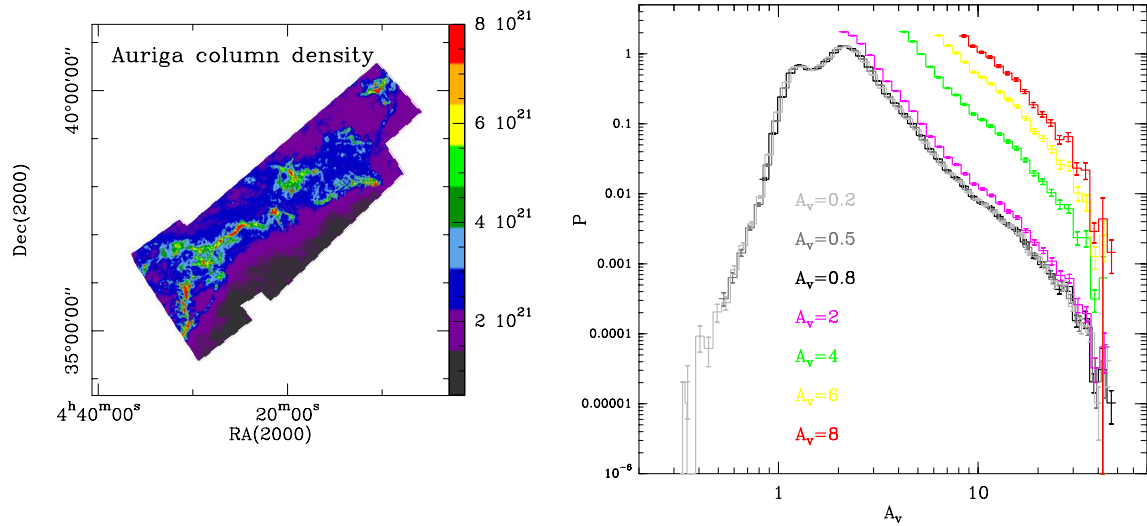 Auriga column density
8 10²¹
6 10²¹
4 10²¹
2 10²¹
Dec(2000)
40°00'00''
35°00'00''
4ʰ40ᵐ00ˢ
20ᵐ00ˢ
RA(2000)
P
1
0.1
0.01
0.001
0.0001
0.00001
10⁻⁶
Aᵥ=0.2
Aᵥ=0.5
Aᵥ=0.8
Aᵥ=2
Aᵥ=4
Aᵥ=6
Aᵥ=8
1
10
Aᵥ